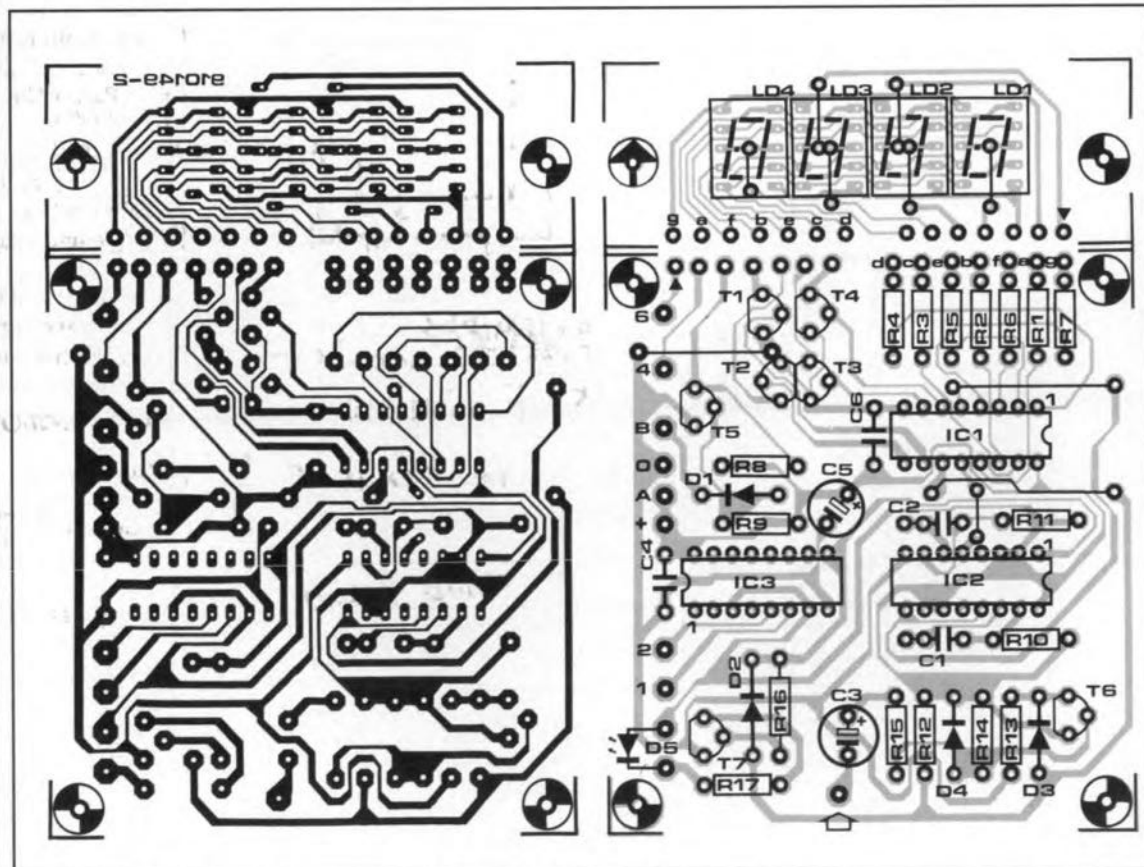 910149-2
LD4 LD3 LD2 LD1
g a f b e c d
d c e b f a g
T1 T4
6
R4 R3 R5 R2 R6 R1 R7
4
T2 T3
T5
C6
1
IC1
B
0
R8
D1
C5
A
+
R9
+
C2
R11
C4
1
IC3
IC2
1
2
R10
C1
1
D2
R16
C3
+
T6
R15 R12 R14 R13
D5
T7
R17
D4 D3